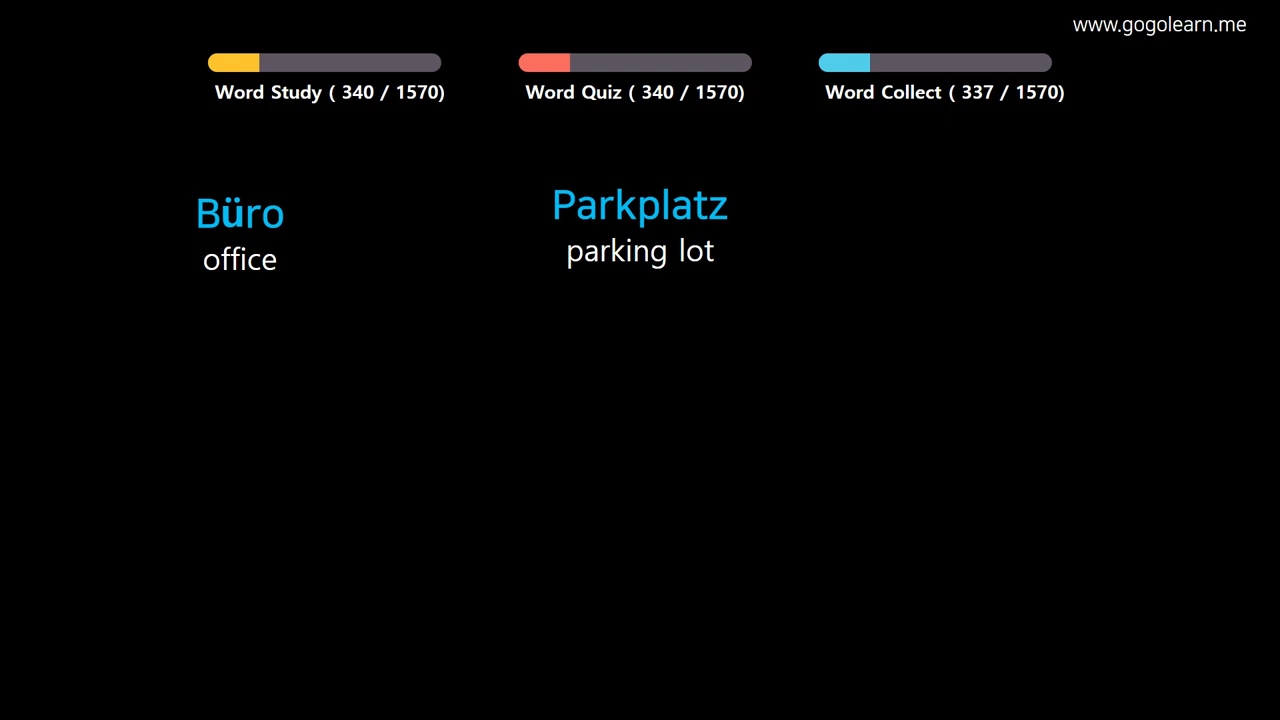 www.gogolearn.me
Word Study ( 340 / 1570)
Word Quiz ( 340 / 1570)
Word Collect ( 337 / 1570)
Büro
office
Parkplatz
parking lot